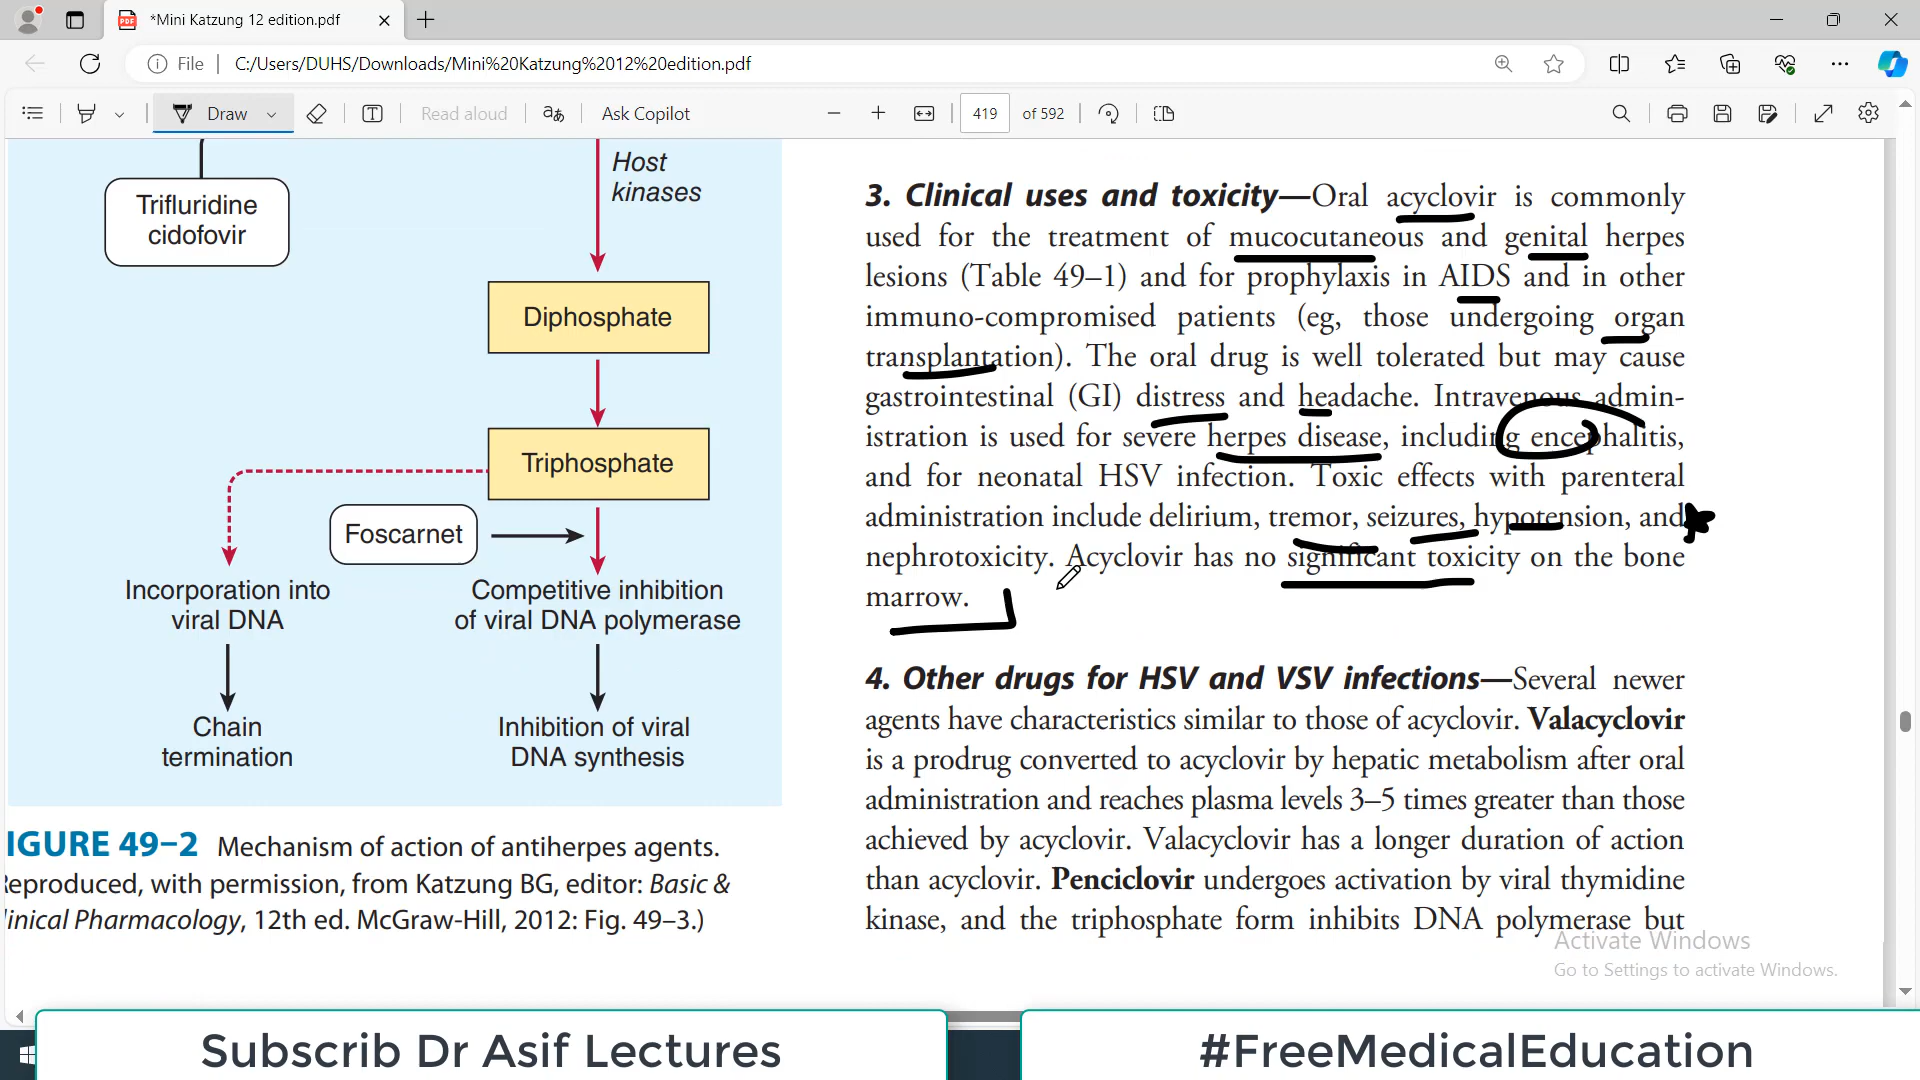 *Mini Katzung 12 edition.pdf
File
C:/Users/DUHS/Downloads/Mini%20Katzung%2012%20edition.pdf
Draw
Read aloud
Ask Copilot
419 of 592
Host
kinases
Trifluridine
cidofovir
Diphosphate
Triphosphate
Foscarnet
Incorporation into
viral DNA
Competitive inhibition
of viral DNA polymerase
Chain
termination
Inhibition of viral
DNA synthesis
IGURE 49–2 Mechanism of action of antiherpes agents.
Reproduced, with permission, from Katzung BG, editor: Basic &
linical Pharmacology, 12th ed. McGraw-Hill, 2012: Fig. 49–3.)
3. Clinical uses and toxicity—Oral acyclovir is commonly
used for the treatment of mucocutaneous and genital herpes
lesions (Table 49–1) and for prophylaxis in AIDS and in other
immuno-compromised patients (eg, those undergoing organ
transplantation). The oral drug is well tolerated but may cause
gastrointestinal (GI) distress and headache. Intravenous admin-
istration is used for severe herpes disease, including encephalitis,
and for neonatal HSV infection. Toxic effects with parenteral
administration include delirium, tremor, seizures, hypotension, and
nephrotoxicity. Acyclovir has no significant toxicity on the bone
marrow.
4. Other drugs for HSV and VSV infections—Several newer
agents have characteristics similar to those of acyclovir. Valacyclovir
is a prodrug converted to acyclovir by hepatic metabolism after oral
administration and reaches plasma levels 3–5 times greater than those
achieved by acyclovir. Valacyclovir has a longer duration of action
than acyclovir. Penciclovir undergoes activation by viral thymidine
kinase, and the triphosphate form inhibits DNA polymerase but
Activate Windows
Go to Settings to activate Windows.
Subscrib Dr Asif Lectures
#FreeMedicalEducation